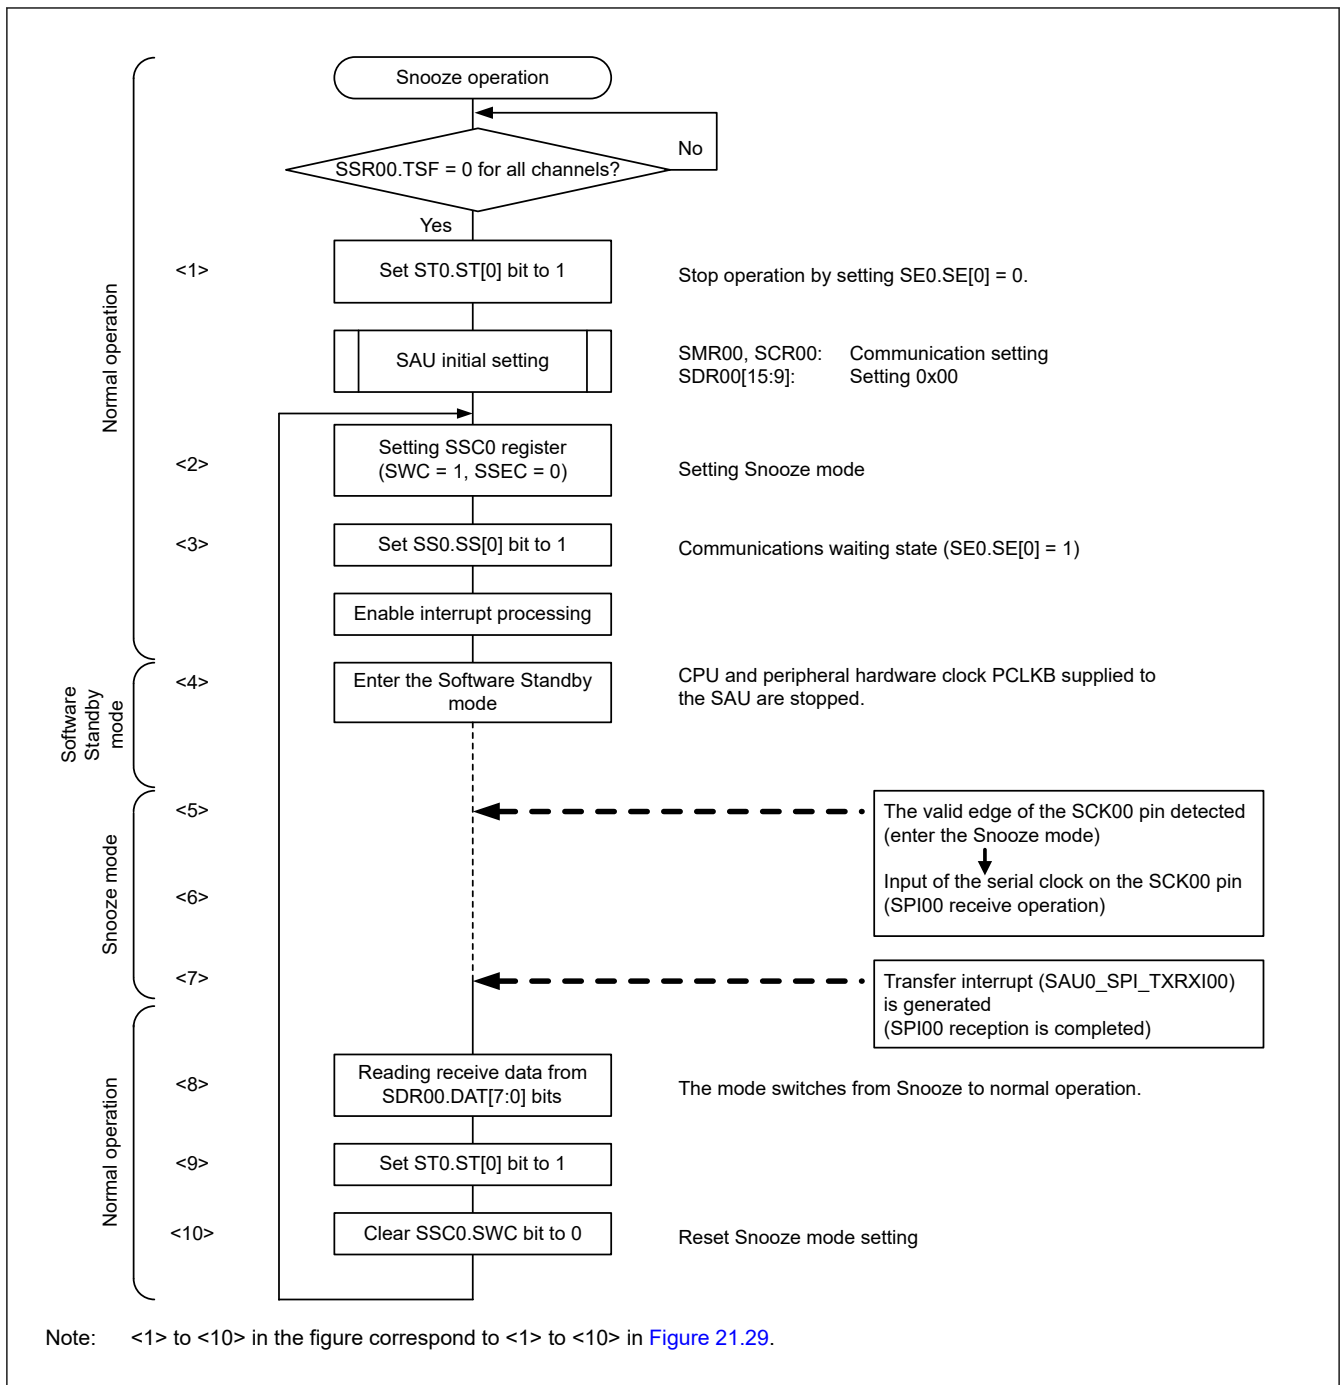 Snooze operation
No
SSR00.TSF = 0 for all channels?
Yes
<1>
Set ST0.ST[0] bit to 1
Stop operation by setting SE0.SE[0] = 0.
Normal operation
SAU initial setting
SMR00, SCR00: Communication setting
SDR00[15:9]: Setting 0x00
<2>
Setting SSC0 register
(SWC = 1, SSEC = 0)
Setting Snooze mode
<3>
Set SS0.SS[0] bit to 1
Communications waiting state (SE0.SE[0] = 1)
Enable interrupt processing
Software
Standby
mode
<4>
Enter the Software Standby
mode
CPU and peripheral hardware clock PCLKB supplied to
the SAU are stopped.
Snooze mode
<5>
The valid edge of the SCK00 pin detected
(enter the Snooze mode)
<6>
Input of the serial clock on the SCK00 pin
(SPI00 receive operation)
<7>
Transfer interrupt (SAU0_SPI_TXRXI00)
is generated
(SPI00 reception is completed)
Normal operation
<8>
Reading receive data from
SDR00.DAT[7:0] bits
The mode switches from Snooze to normal operation.
<9>
Set ST0.ST[0] bit to 1
<10>
Clear SSC0.SWC bit to 0
Reset Snooze mode setting
Note: <1> to <10> in the figure correspond to <1> to <10> in Figure 21.29.